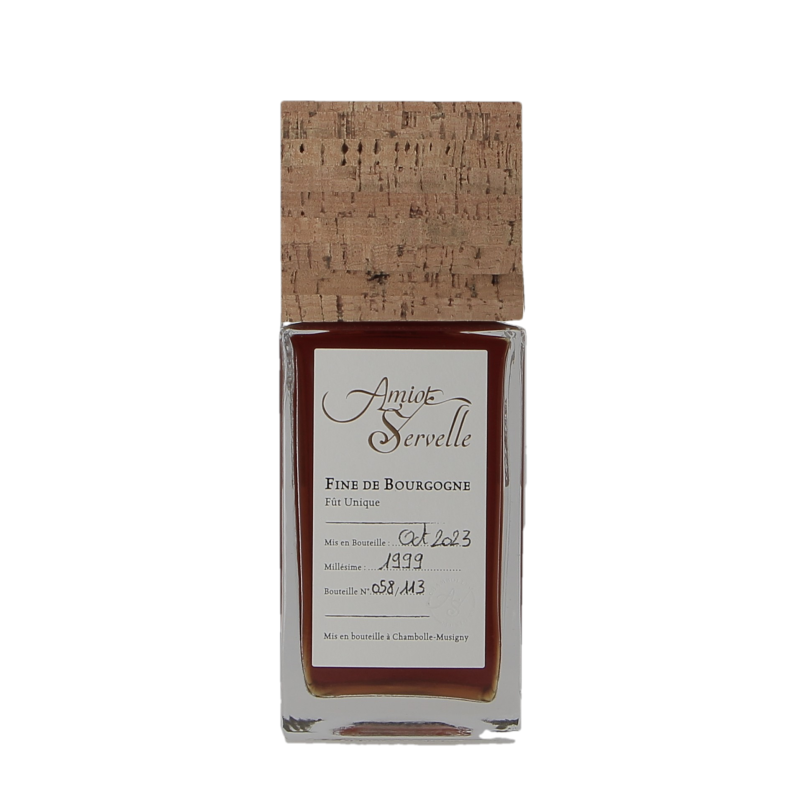 Amiot
Servelle
Fine de Bourgogne
Fût Unique
Mis en Bouteille : Oct 2023
Millésime : 1999
Bouteille N° 058 / 113
Mis en bouteille à Chambolle-Musigny